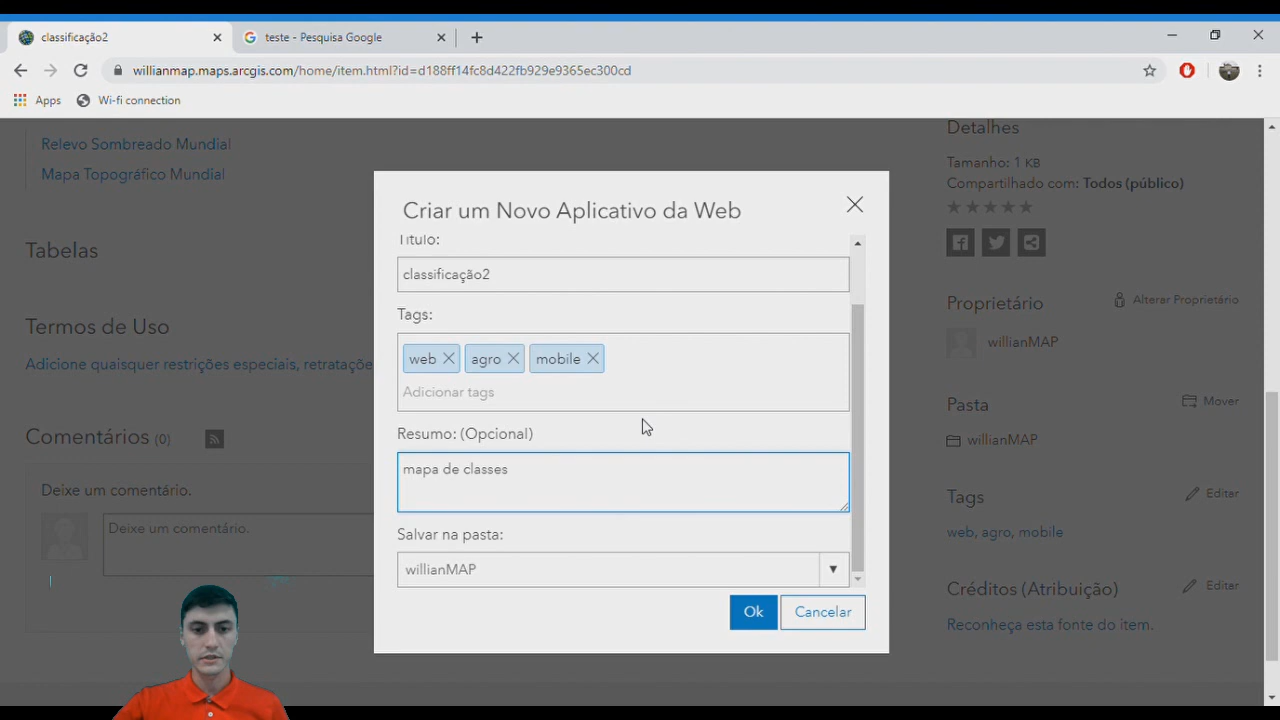 classificação2
teste - Pesquisa Google
willianmap.maps.arcgis.com/home/item.html?id=d188ff14fc8d422fb929e9365ec300cd
Apps
Wi-fi connection
Relevo Sombreado Mundial
Mapa Topográfico Mundial
Tabelas
Termos de Uso
Adicione quaisquer restrições especiais, retratações
Comentários (0)
Deixe um comentário.
Deixe um comentário.
Criar um Novo Aplicativo da Web
Título:
classificação2
Tags:
web
agro
mobile
Adicionar tags
Resumo: (Opcional)
mapa de classes
Salvar na pasta:
willianMAP
Ok
Cancelar
Detalhes
Tamanho: 1 KB
Compartilhado com: Todos (público)
Proprietário
Alterar Proprietário
willianMAP
Pasta
Mover
willianMAP
Tags
Editar
web, agro, mobile
Créditos (Atribuição)
Editar
Reconheça esta fonte do item.